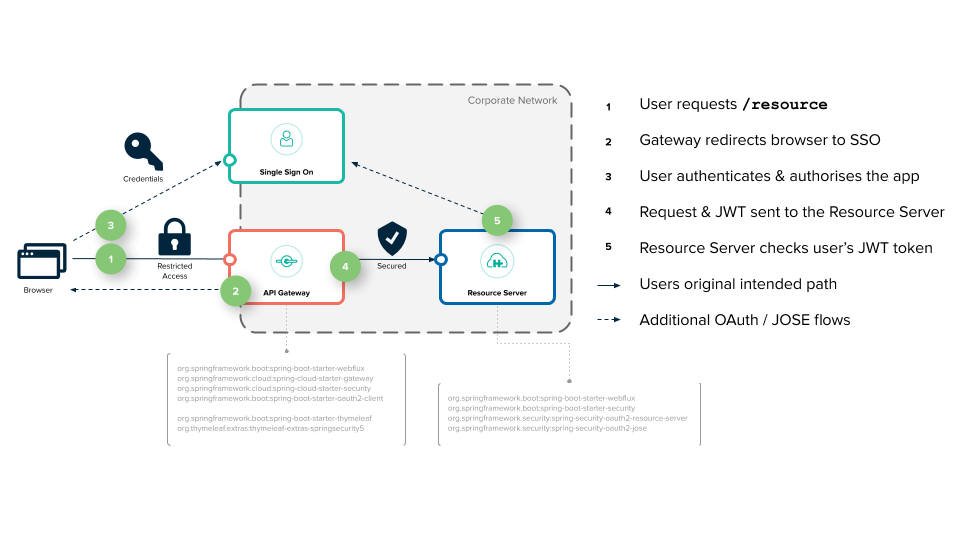 Corporate Network
Single Sign On
Credentials
3
1
Restricted
Access
Browser
2
API Gateway
4
Secured
5
Resource Server
org.springframework.boot:spring-boot-starter-webflux
org.springframework.cloud:spring-cloud-starter-gateway
org.springframework.cloud:spring-cloud-starter-security
org.springframework.boot:spring-boot-starter-oauth2-client
org.springframework.boot:spring-boot-starter-thymeleaf
org.thymeleaf.extras:thymeleaf-extras-springsecurity5
org.springframework.boot:spring-boot-starter-webflux
org.springframework.boot:spring-boot-starter-security
org.springframework.security:spring-security-oauth2-resource-server
org.springframework.security:spring-security-oauth2-jose
1 User requests /resource
2 Gateway redirects browser to SSO
3 User authenticates & authorises the app
4 Request & JWT sent to the Resource Server
5 Resource Server checks user's JWT token
Users original intended path
Additional OAuth / JOSE flows